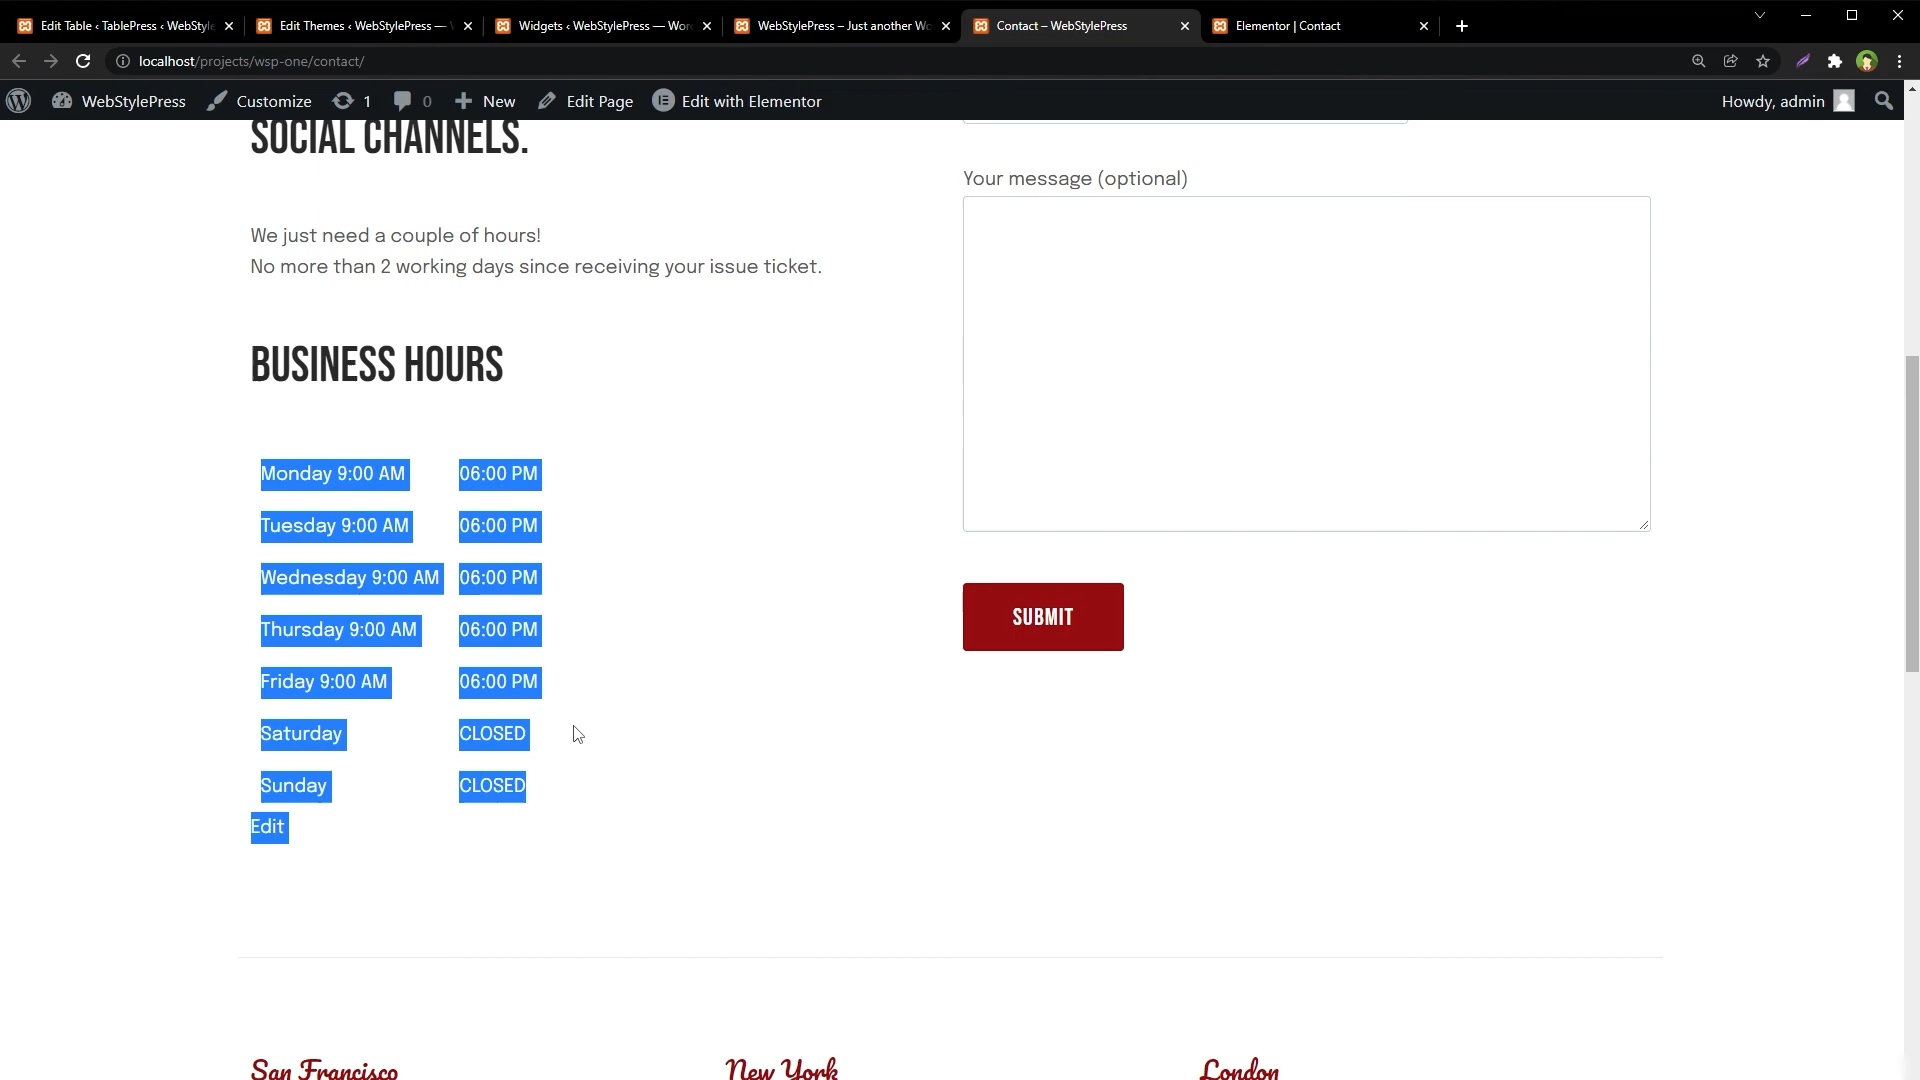 Edit Table ‹ TablePress ‹ WebStyle
Edit Themes ‹ WebStylePress —
Widgets ‹ WebStylePress — Wor
WebStylePress – Just another Wo
Contact – WebStylePress
Elementor | Contact
localhost/projects/wsp-one/contact/
WebStylePress
Customize
1
0
New
Edit Page
Edit with Elementor
Howdy, admin
SOCIAL CHANNELS.
We just need a couple of hours!
No more than 2 working days since receiving your issue ticket.
BUSINESS HOURS
Monday 9:00 AM 06:00 PM
Tuesday 9:00 AM 06:00 PM
Wednesday 9:00 AM 06:00 PM
Thursday 9:00 AM 06:00 PM
Friday 9:00 AM 06:00 PM
Saturday CLOSED
Sunday CLOSED
Edit
Your message (optional)
SUBMIT
San Francisco
New York
London